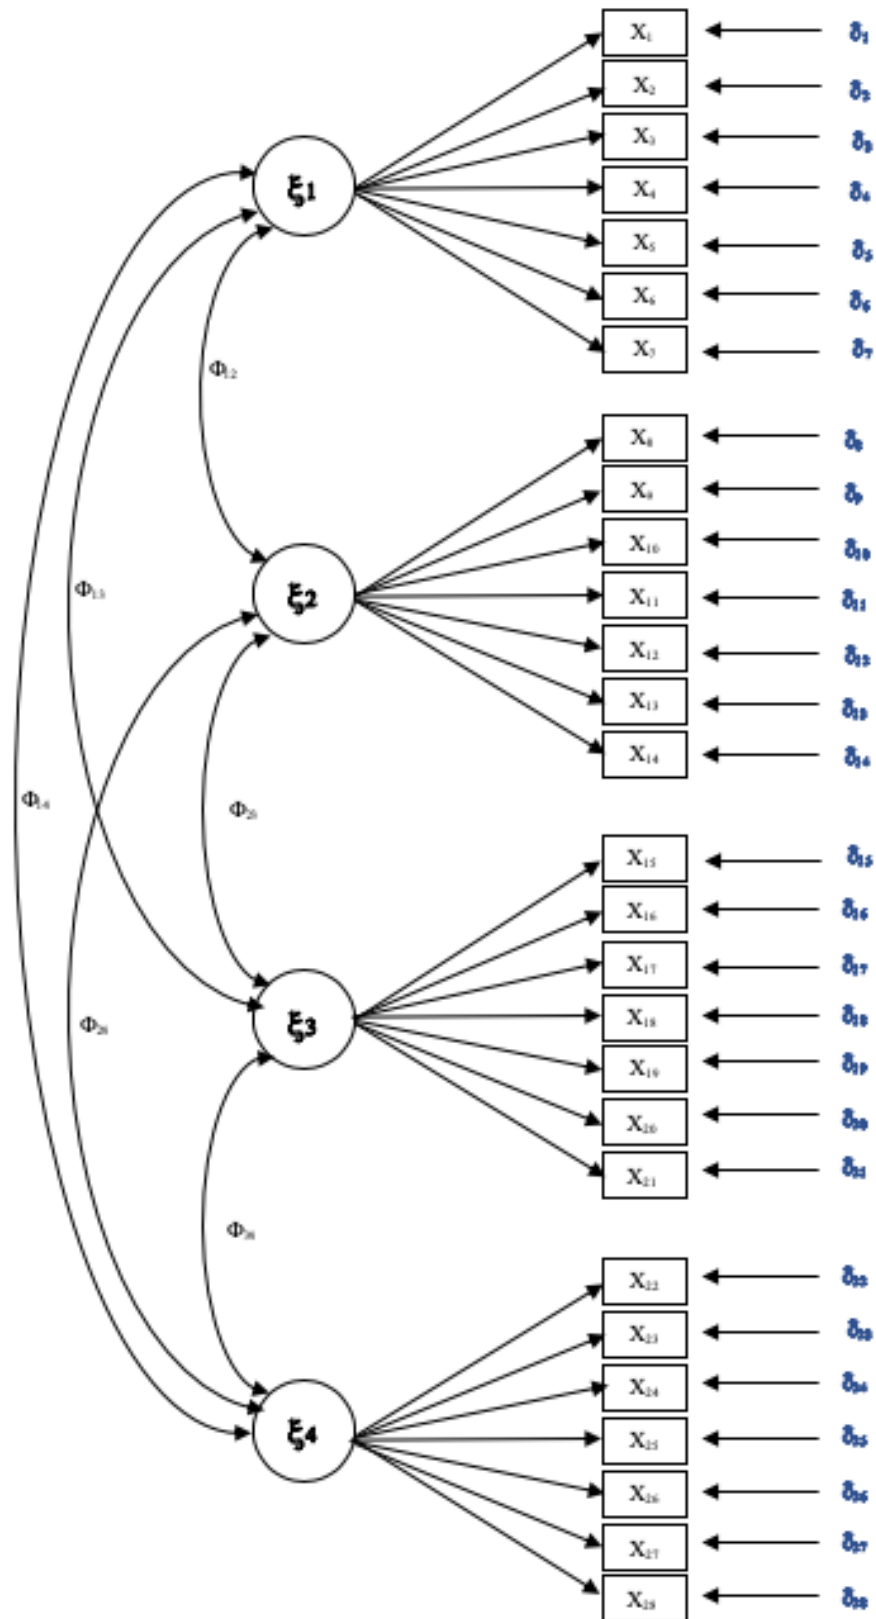 X₁ δ₁
X₂ δ₂
X₃ δ₃
ξ1 X₄ δ₄
X₅ δ₅
X₆ δ₆
X₇ δ₇
Φ₁₂
X₈ δ₈
X₉ δ₉
X₁₀ δ₁₀
Φ₁₃ ξ2 X₁₁ δ₁₁
X₁₂ δ₁₂
X₁₃ δ₁₃
X₁₄ δ₁₄
Φ₁₄ Φ₂₃
X₁₅ δ₁₅
X₁₆ δ₁₆
X₁₇ δ₁₇
Φ₂₄ ξ3 X₁₈ δ₁₈
X₁₉ δ₁₉
X₂₀ δ₂₀
X₂₁ δ₂₁
Φ₃₄
X₂₂ δ₂₂
X₂₃ δ₂₃
X₂₄ δ₂₄
ξ4 X₂₅ δ₂₅
X₂₆ δ₂₆
X₂₇ δ₂₇
X₂₈ δ₂₈